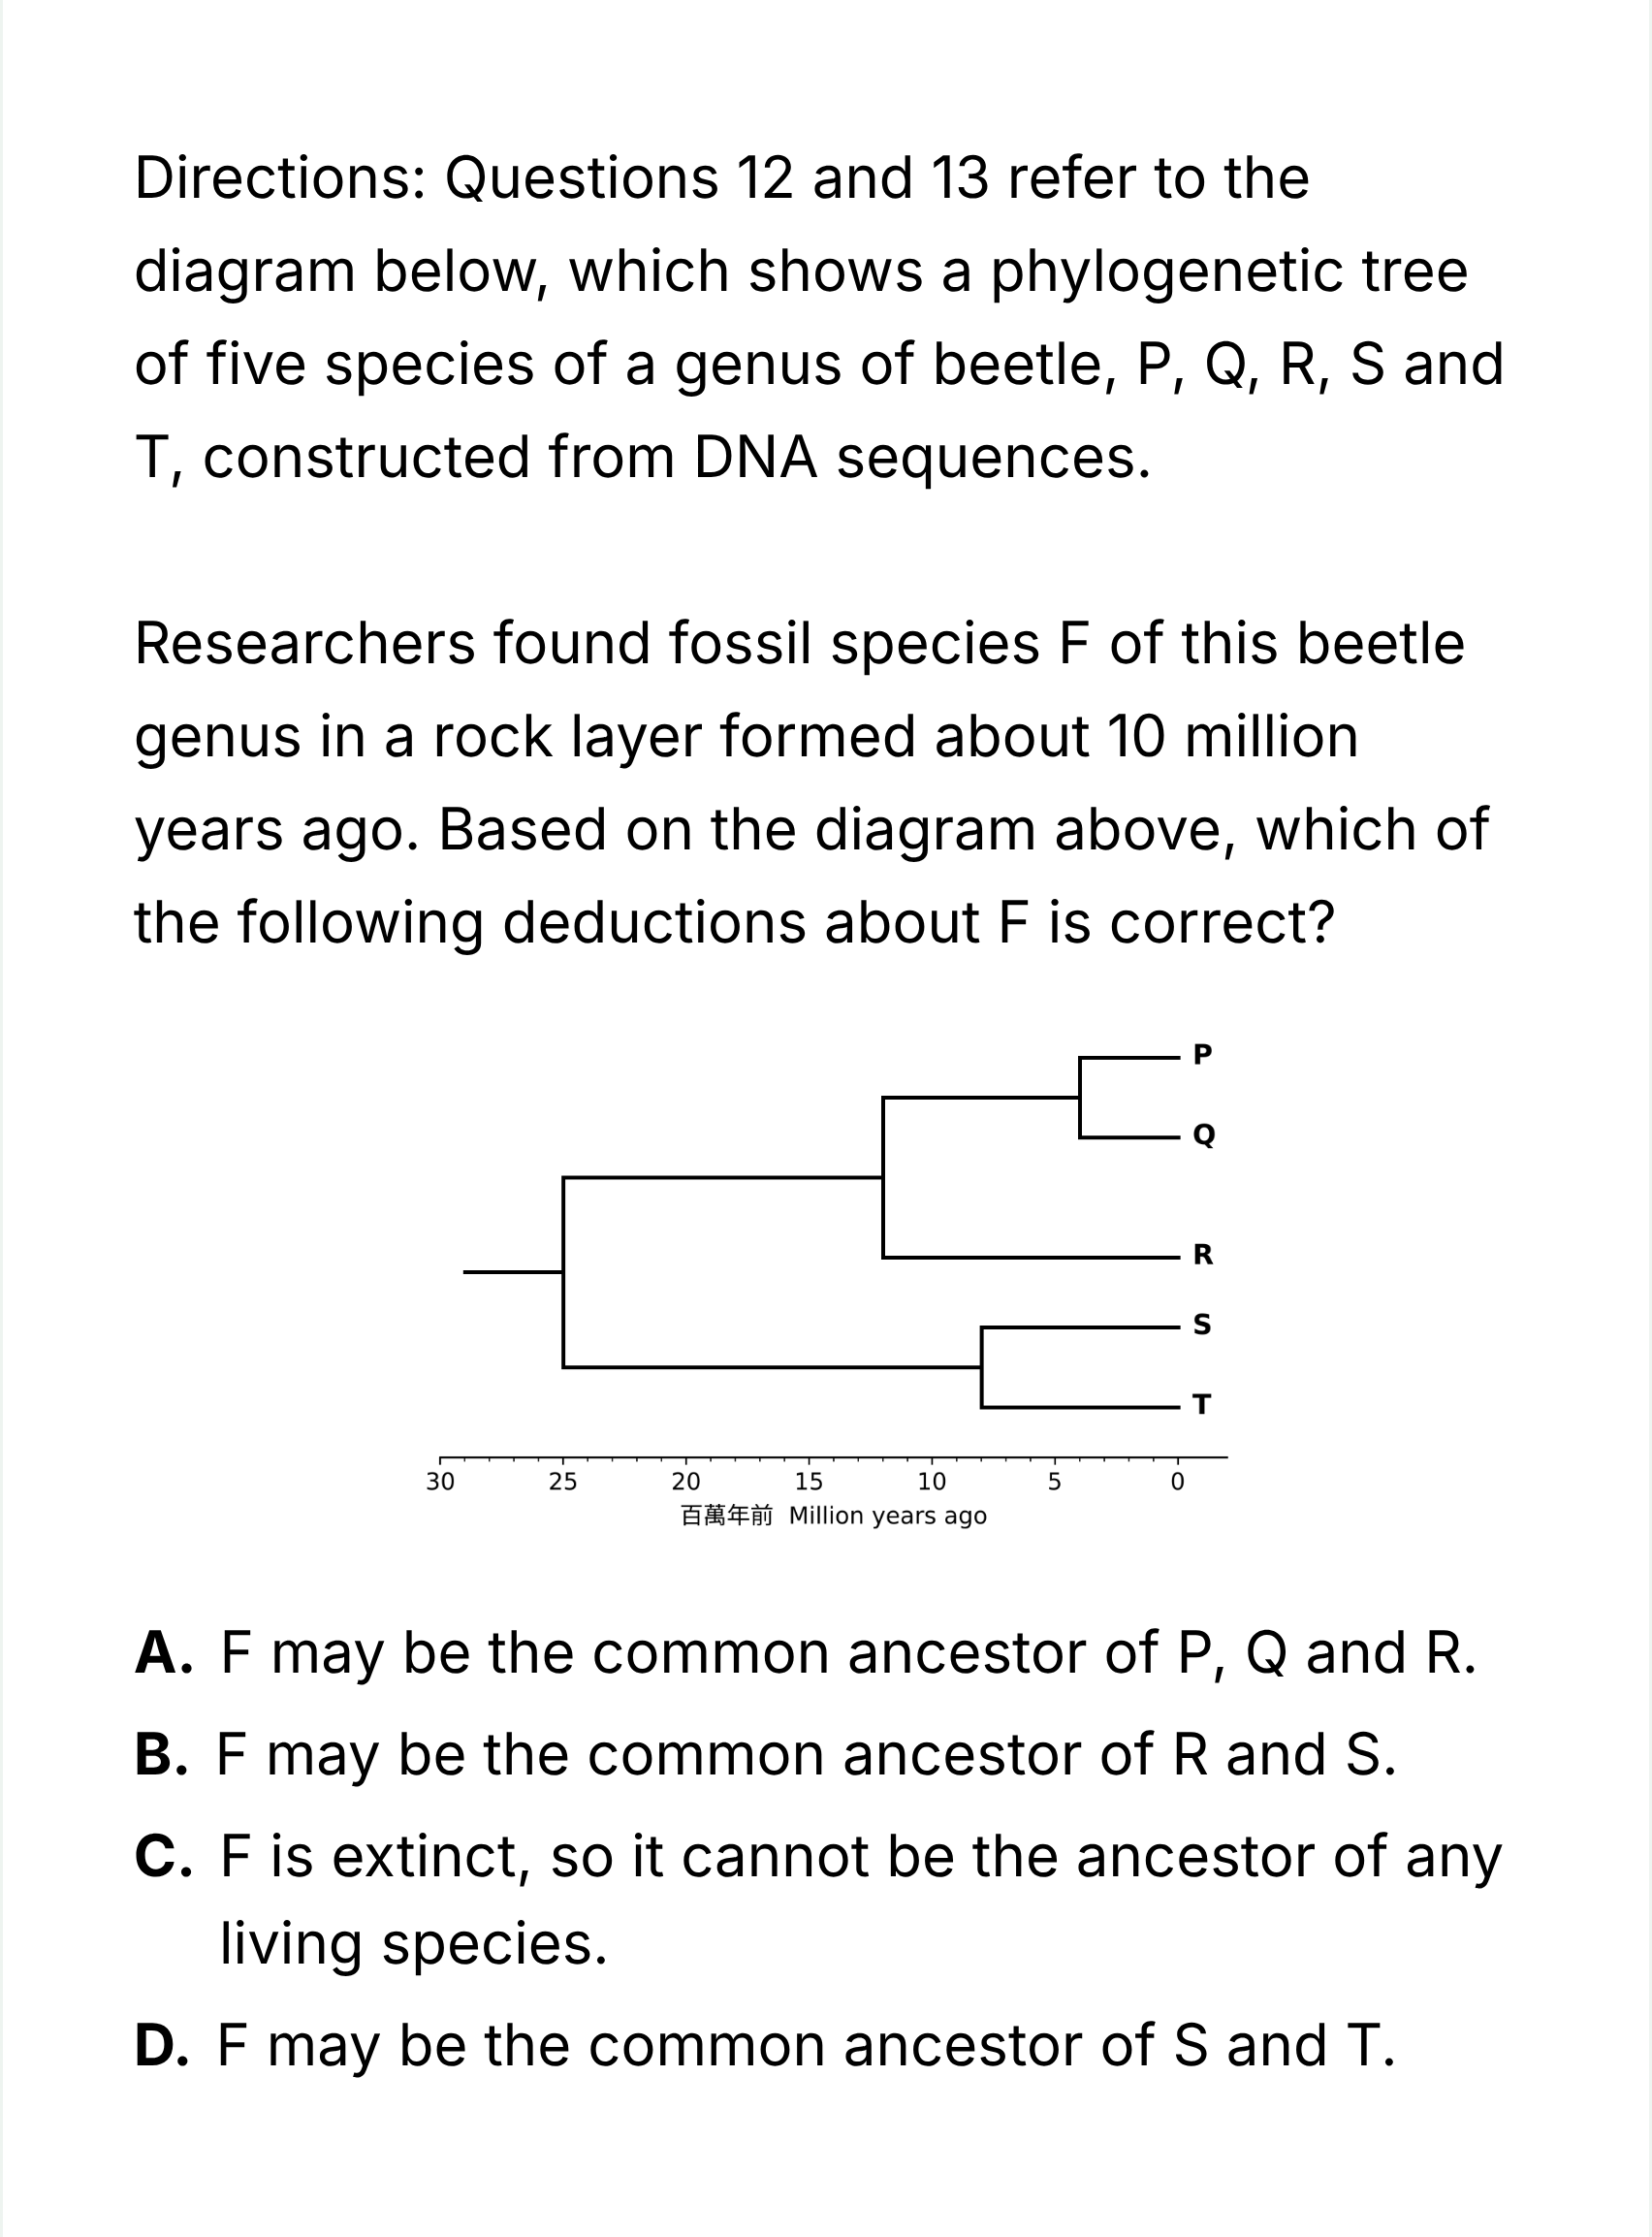 Directions: Questions 12 and 13 refer to the
diagram below, which shows a phylogenetic tree
of five species of a genus of beetle, P, Q, R, S and
T, constructed from DNA sequences.
Researchers found fossil species F of this beetle
genus in a rock layer formed about 10 million
years ago. Based on the diagram above, which of
the following deductions about F is correct?
P
Q
R
S
T
30 25 20 15 10 5 0
百萬年前 Million years ago
A. F may be the common ancestor of P, Q and R.
B. F may be the common ancestor of R and S.
C. F is extinct, so it cannot be the ancestor of any
living species.
D. F may be the common ancestor of S and T.